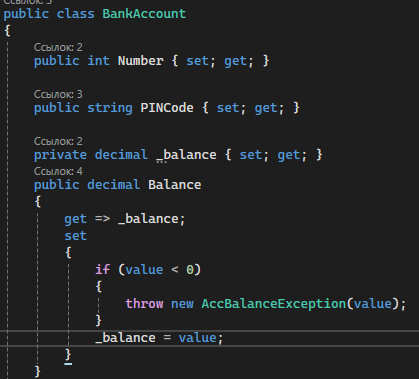 Ссылок: 5
public class BankAccount
{
Ссылок: 2
public int Number { set; get; }
Ссылок: 3
public string PINCode { set; get; }
Ссылок: 2
private decimal _balance { set; get; }
Ссылок: 4
public decimal Balance
{
get => _balance;
set
{
if (value < 0)
{
throw new AccBalanceException(value);
}
_balance = value;
}
}